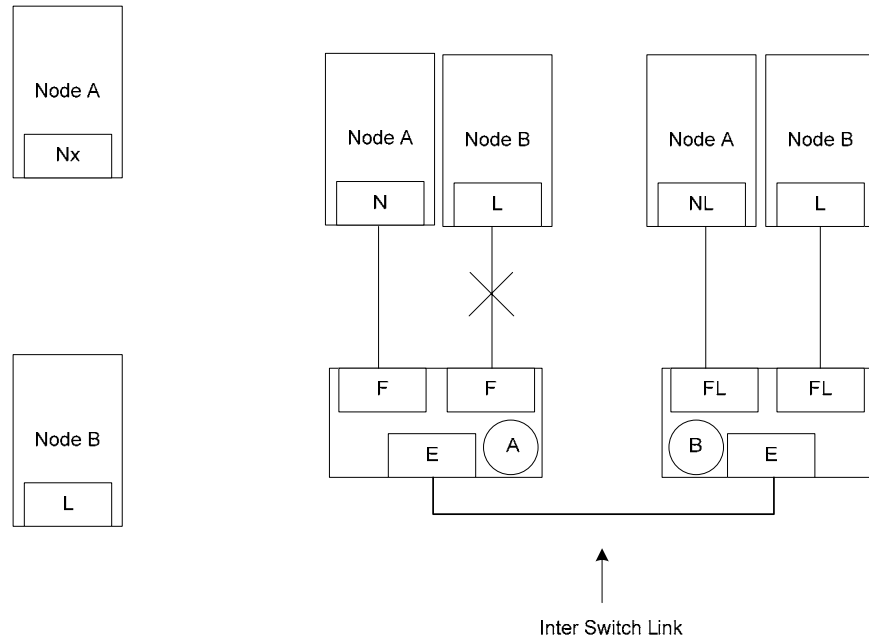 Node A
Nx
Node B
L
Node A
N
Node B
L
Node A
NL
Node B
L
F
F
E
A
FL
FL
B
E
Inter Switch Link